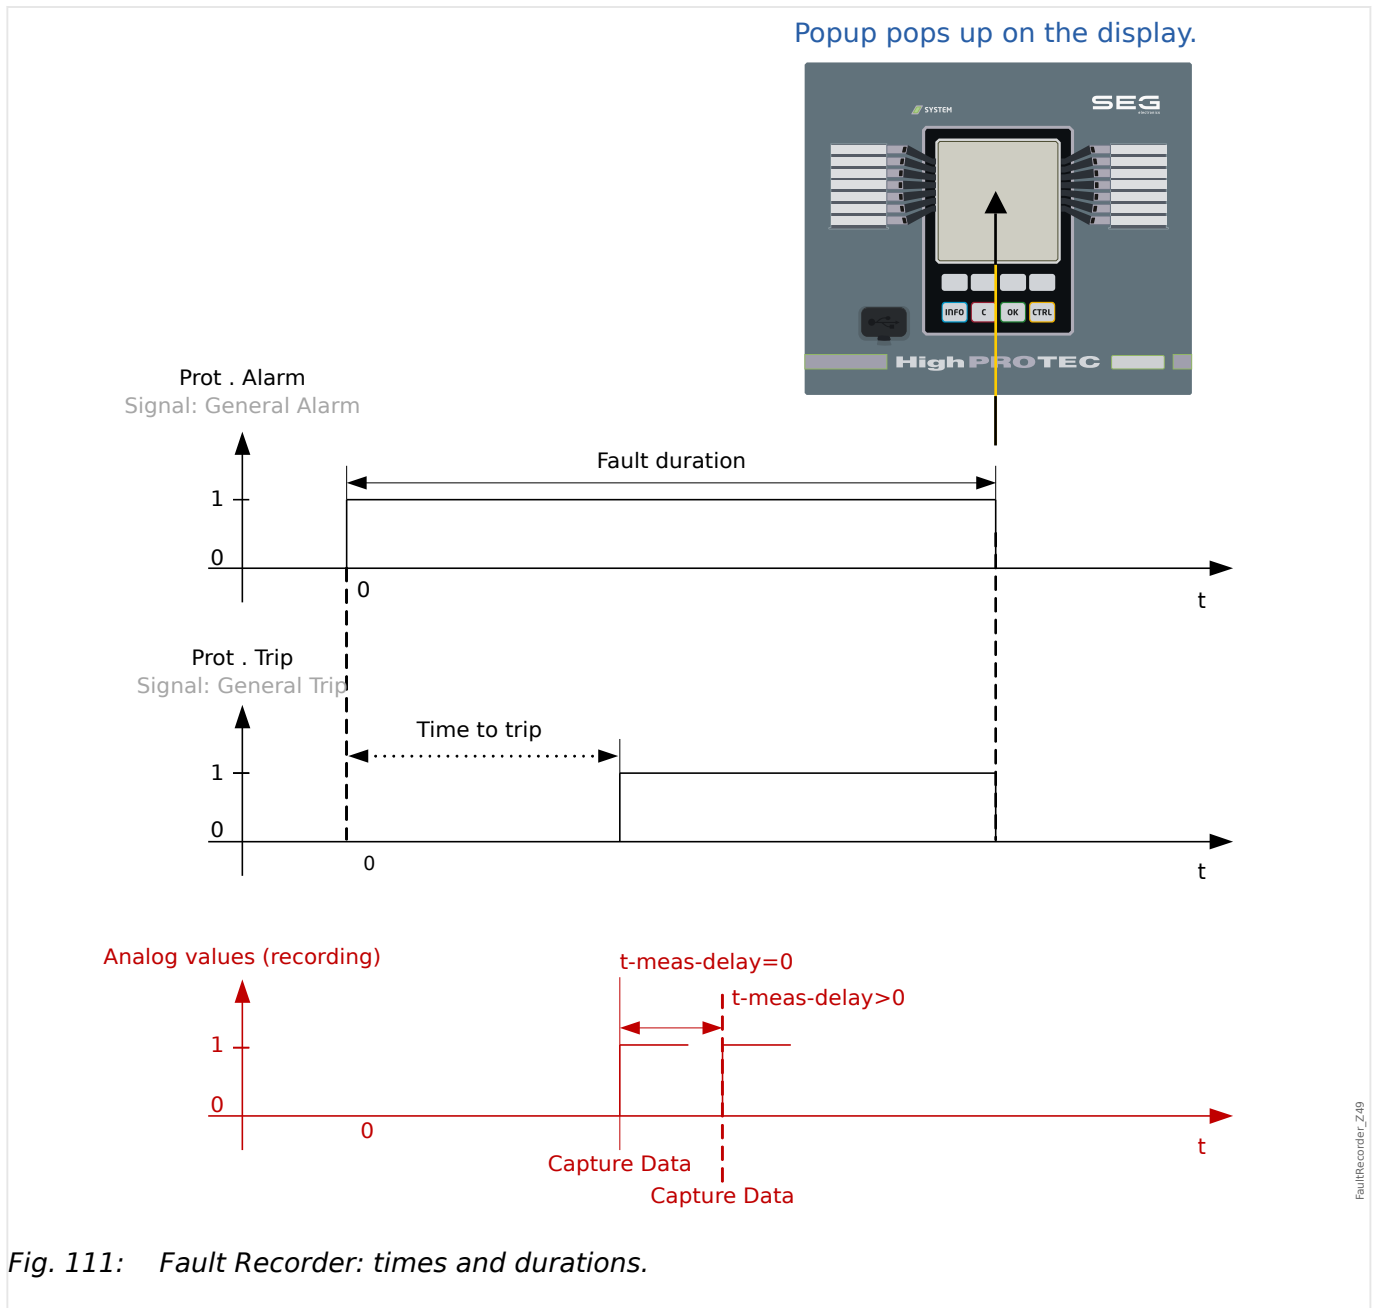 Popup pops up on the display.
SYSTEM
SEG
electronics
INFO
C
OK
CTRL
HighPROTEC
Prot . Alarm
Signal: General Alarm
Fault duration
1
0
0
t
Prot . Trip
Signal: General Trip
Time to trip
1
0
0
t
Analog values (recording)
t-meas-delay=0
t-meas-delay>0
1
0
0
t
Capture Data
Capture Data
FaultRecorder_Z49
Fig. 111: Fault Recorder: times and durations.